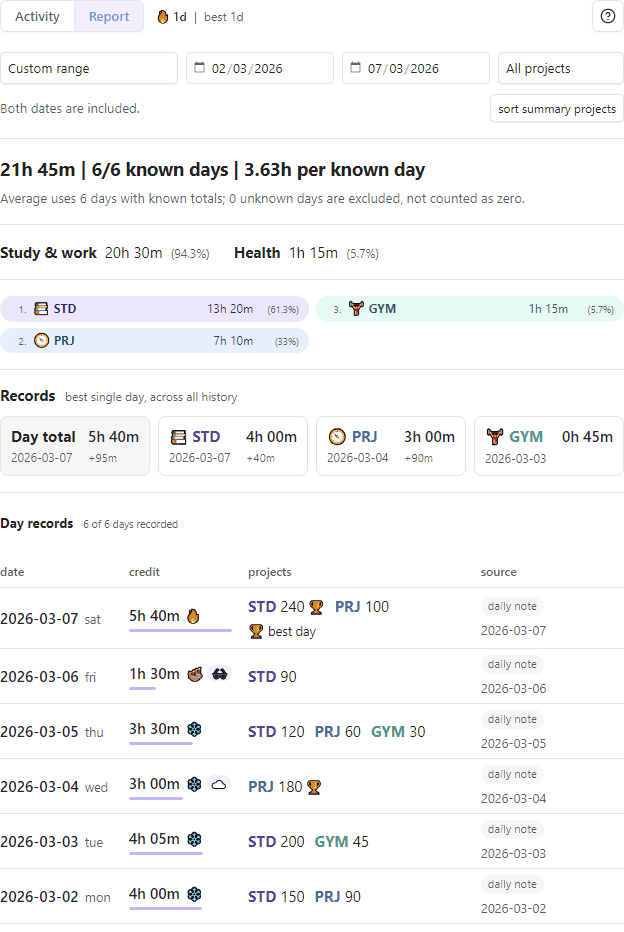 Activity Report 1d | best 1d
Custom range 02/03/2026 07/03/2026 All projects
Both dates are included. sort summary projects
21h 45m | 6/6 known days | 3.63h per known day
Average uses 6 days with known totals; 0 unknown days are excluded, not counted as zero.
Study & work 20h 30m (94.3%) Health 1h 15m (5.7%)
1. STD 13h 20m (61.3%) 3. GYM 1h 15m (5.7%)
2. PRJ 7h 10m (33%)
Records best single day, across all history
Day total 5h 40m STD 4h 00m PRJ 3h 00m GYM 0h 45m
2026-03-07 +95m 2026-03-07 +40m 2026-03-04 +90m 2026-03-03
Day records 6 of 6 days recorded
date credit projects source
2026-03-07 sat 5h 40m STD 240 PRJ 100 daily note
best day 2026-03-07
2026-03-06 fri 1h 30m STD 90 daily note
2026-03-06
2026-03-05 thu 3h 30m STD 120 PRJ 60 GYM 30 daily note
2026-03-05
2026-03-04 wed 3h 00m PRJ 180 daily note
2026-03-04
2026-03-03 tue 4h 05m STD 200 GYM 45 daily note
2026-03-03
2026-03-02 mon 4h 00m STD 150 PRJ 90 daily note
2026-03-02